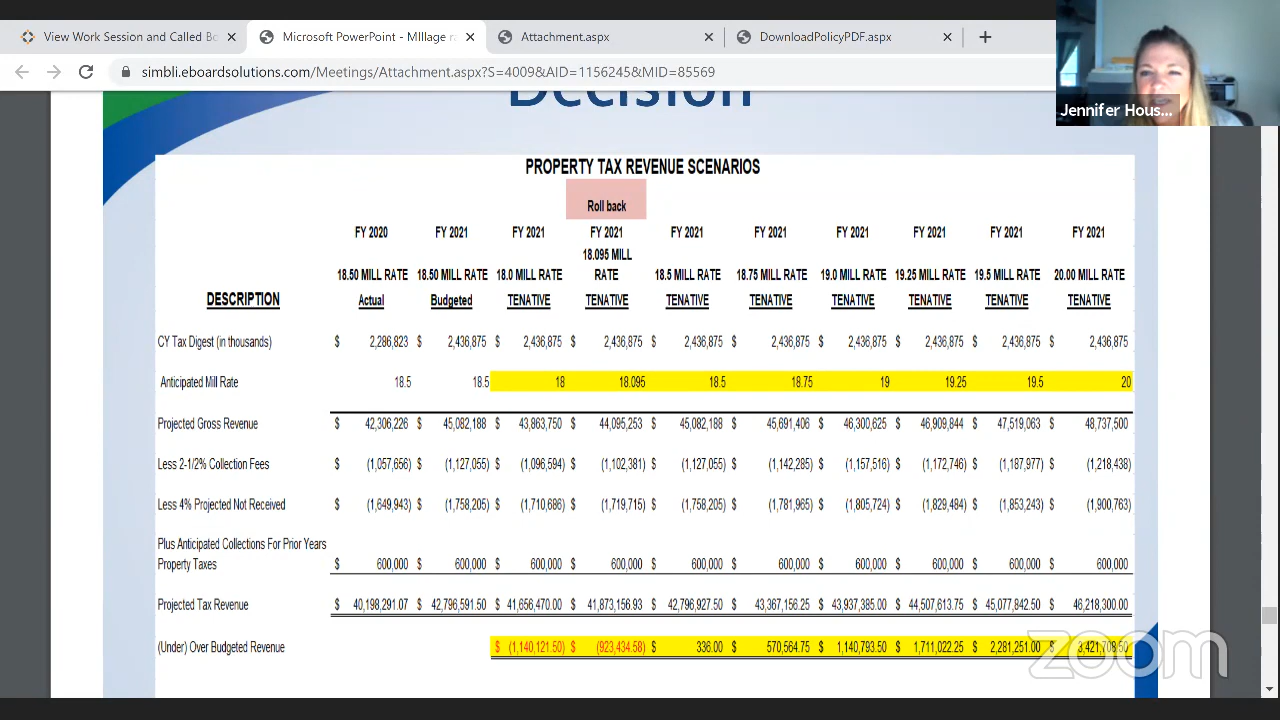 View Work Session and Called Bo
Microsoft PowerPoint - MIllage ra
Attachment.aspx
DownloadPolicyPDF.aspx
simbli.eboardsolutions.com/Meetings/Attachment.aspx?S=4009&AID=1156245&MID=85569
Jennifer Hous...
Decision
PROPERTY TAX REVENUE SCENARIOS
Roll back
FY 2020 FY 2021 FY 2021 FY 2021 FY 2021 FY 2021 FY 2021 FY 2021 FY 2021 FY 2021
18.095 MILL
18.50 MILL RATE 18.50 MILL RATE 18.0 MILL RATE RATE 18.5 MILL RATE 18.75 MILL RATE 19.0 MILL RATE 19.25 MILL RATE 19.5 MILL RATE 20.00 MILL RATE
DESCRIPTION Actual Budgeted TENATIVE TENATIVE TENATIVE TENATIVE TENATIVE TENATIVE TENATIVE TENATIVE
CY Tax Digest (in thousands) $ 2,286,823 $ 2,436,875 $ 2,436,875 $ 2,436,875 $ 2,436,875 $ 2,436,875 $ 2,436,875 $ 2,436,875 $ 2,436,875 $ 2,436,875
Anticipated Mill Rate 18.5 18.5 18 18.095 18.5 18.75 19 19.25 19.5 20
Projected Gross Revenue $ 42,306,226 $ 45,082,188 $ 43,863,750 $ 44,095,253 $ 45,082,188 $ 45,691,406 $ 46,300,625 $ 46,909,844 $ 47,519,063 $ 48,737,500
Less 2-1/2% Collection Fees $ (1,057,656) $ (1,127,055) $ (1,096,594) $ (1,102,381) $ (1,127,055) $ (1,142,285) $ (1,157,516) $ (1,172,746) $ (1,187,977) $ (1,218,438)
Less 4% Projected Not Received $ (1,649,943) $ (1,758,205) $ (1,710,686) $ (1,719,715) $ (1,758,205) $ (1,781,965) $ (1,805,724) $ (1,829,484) $ (1,853,243) $ (1,900,763)
Plus Anticipated Collections For Prior Years
Property Taxes $ 600,000 $ 600,000 $ 600,000 $ 600,000 $ 600,000 $ 600,000 $ 600,000 $ 600,000 $ 600,000 $ 600,000
Projected Tax Revenue $ 40,198,291.07 $ 42,796,591.50 $ 41,656,470.00 $ 41,873,156.93 $ 42,796,927.50 $ 43,367,156.25 $ 43,937,385.00 $ 44,507,613.75 $ 45,077,842.50 $ 46,218,300.00
(Under) Over Budgeted Revenue $ (1,140,121.50) $ (923,434.58) $ 336.00 $ 570,564.75 $ 1,140,793.50 $ 1,711,022.25 $ 2,281,251.00 $ 3,421,708.50
zoom